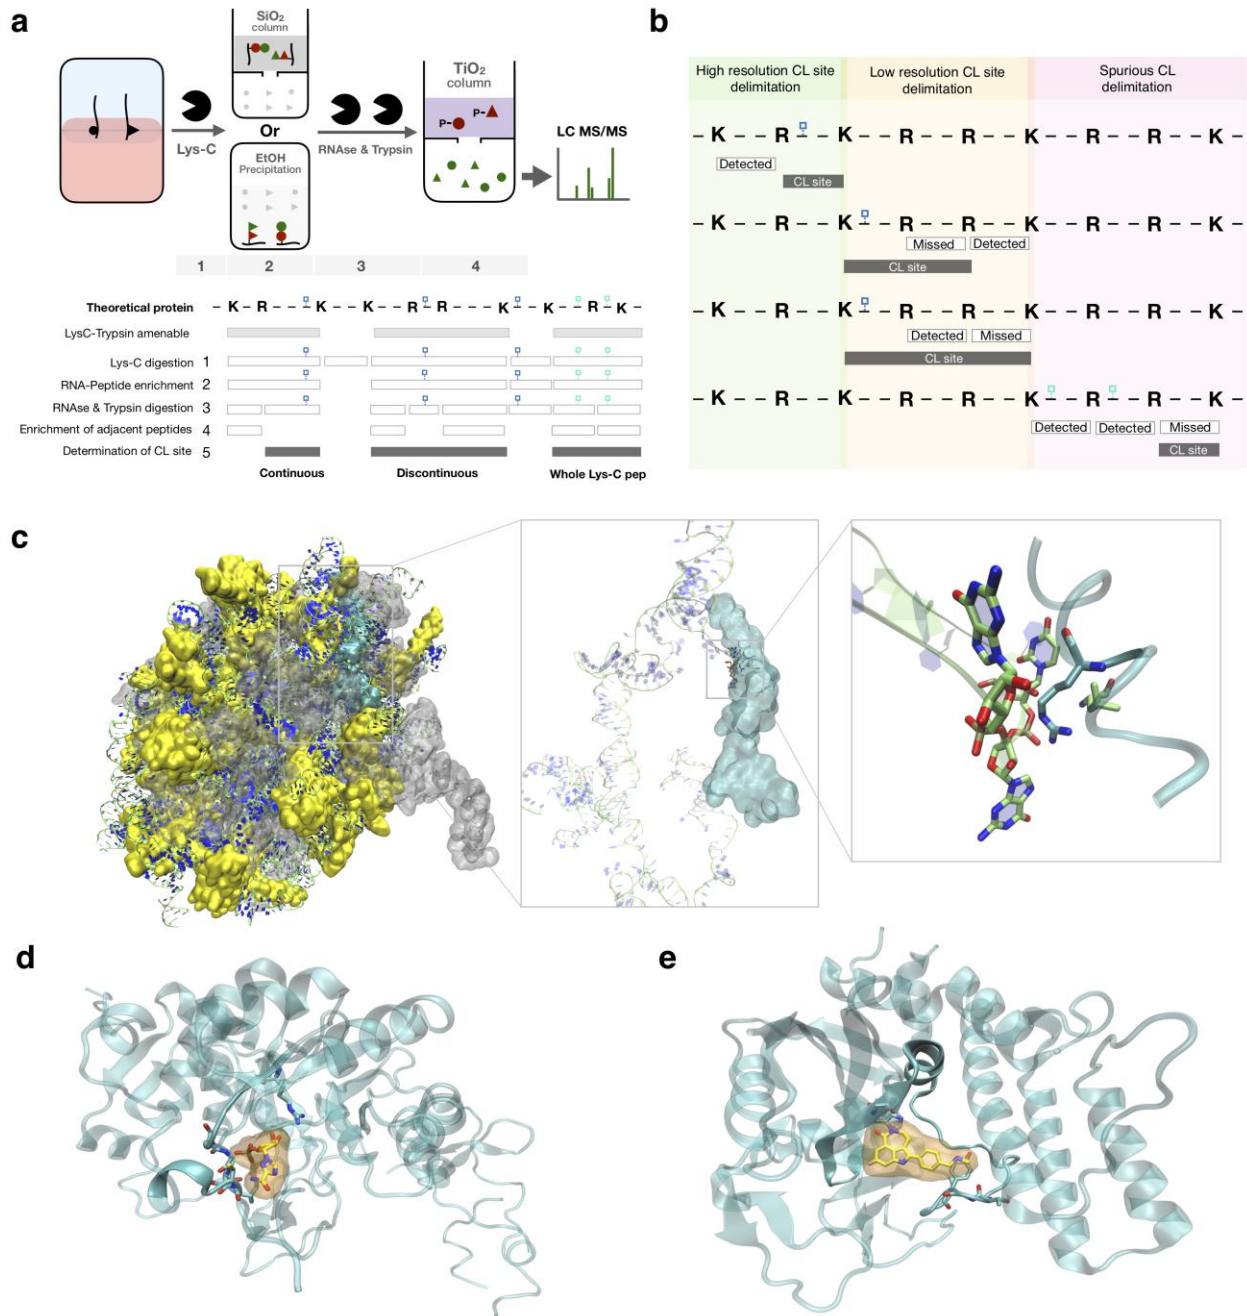 a
SiO2
column
TiO2
column
P-
P-
Lys-C
Or
EtOH
Precipitation
RNAse & Trypsin
LC MS/MS
1 2 3 4
Theoretical protein – K – R – – – K – – K – – R – R – – – K – – K – – – R – K –
LysC-Trypsin amenable
Lys-C digestion 1
RNA-Peptide enrichment 2
RNAse & Trypsin digestion 3
Enrichment of adjacent peptides 4
Determination of CL site 5
Continuous Discontinuous Whole Lys-C pep
b
High resolution CL site
delimitation
Low resolution CL site
delimitation
Spurious CL
delimitation
– K – – R – – K – – R – – R – – K – – R – – R – – K –
Detected
CL site
– K – – R – – K – – R – – R – – K – – R – – R – – K –
Missed Detected
CL site
– K – – R – – K – – R – – R – – K – – R – – R – – K –
Detected Missed
CL site
– K – – R – – K – – R – – R – – K – – R – – R – – K –
Detected Detected Missed
CL site
c
d
e